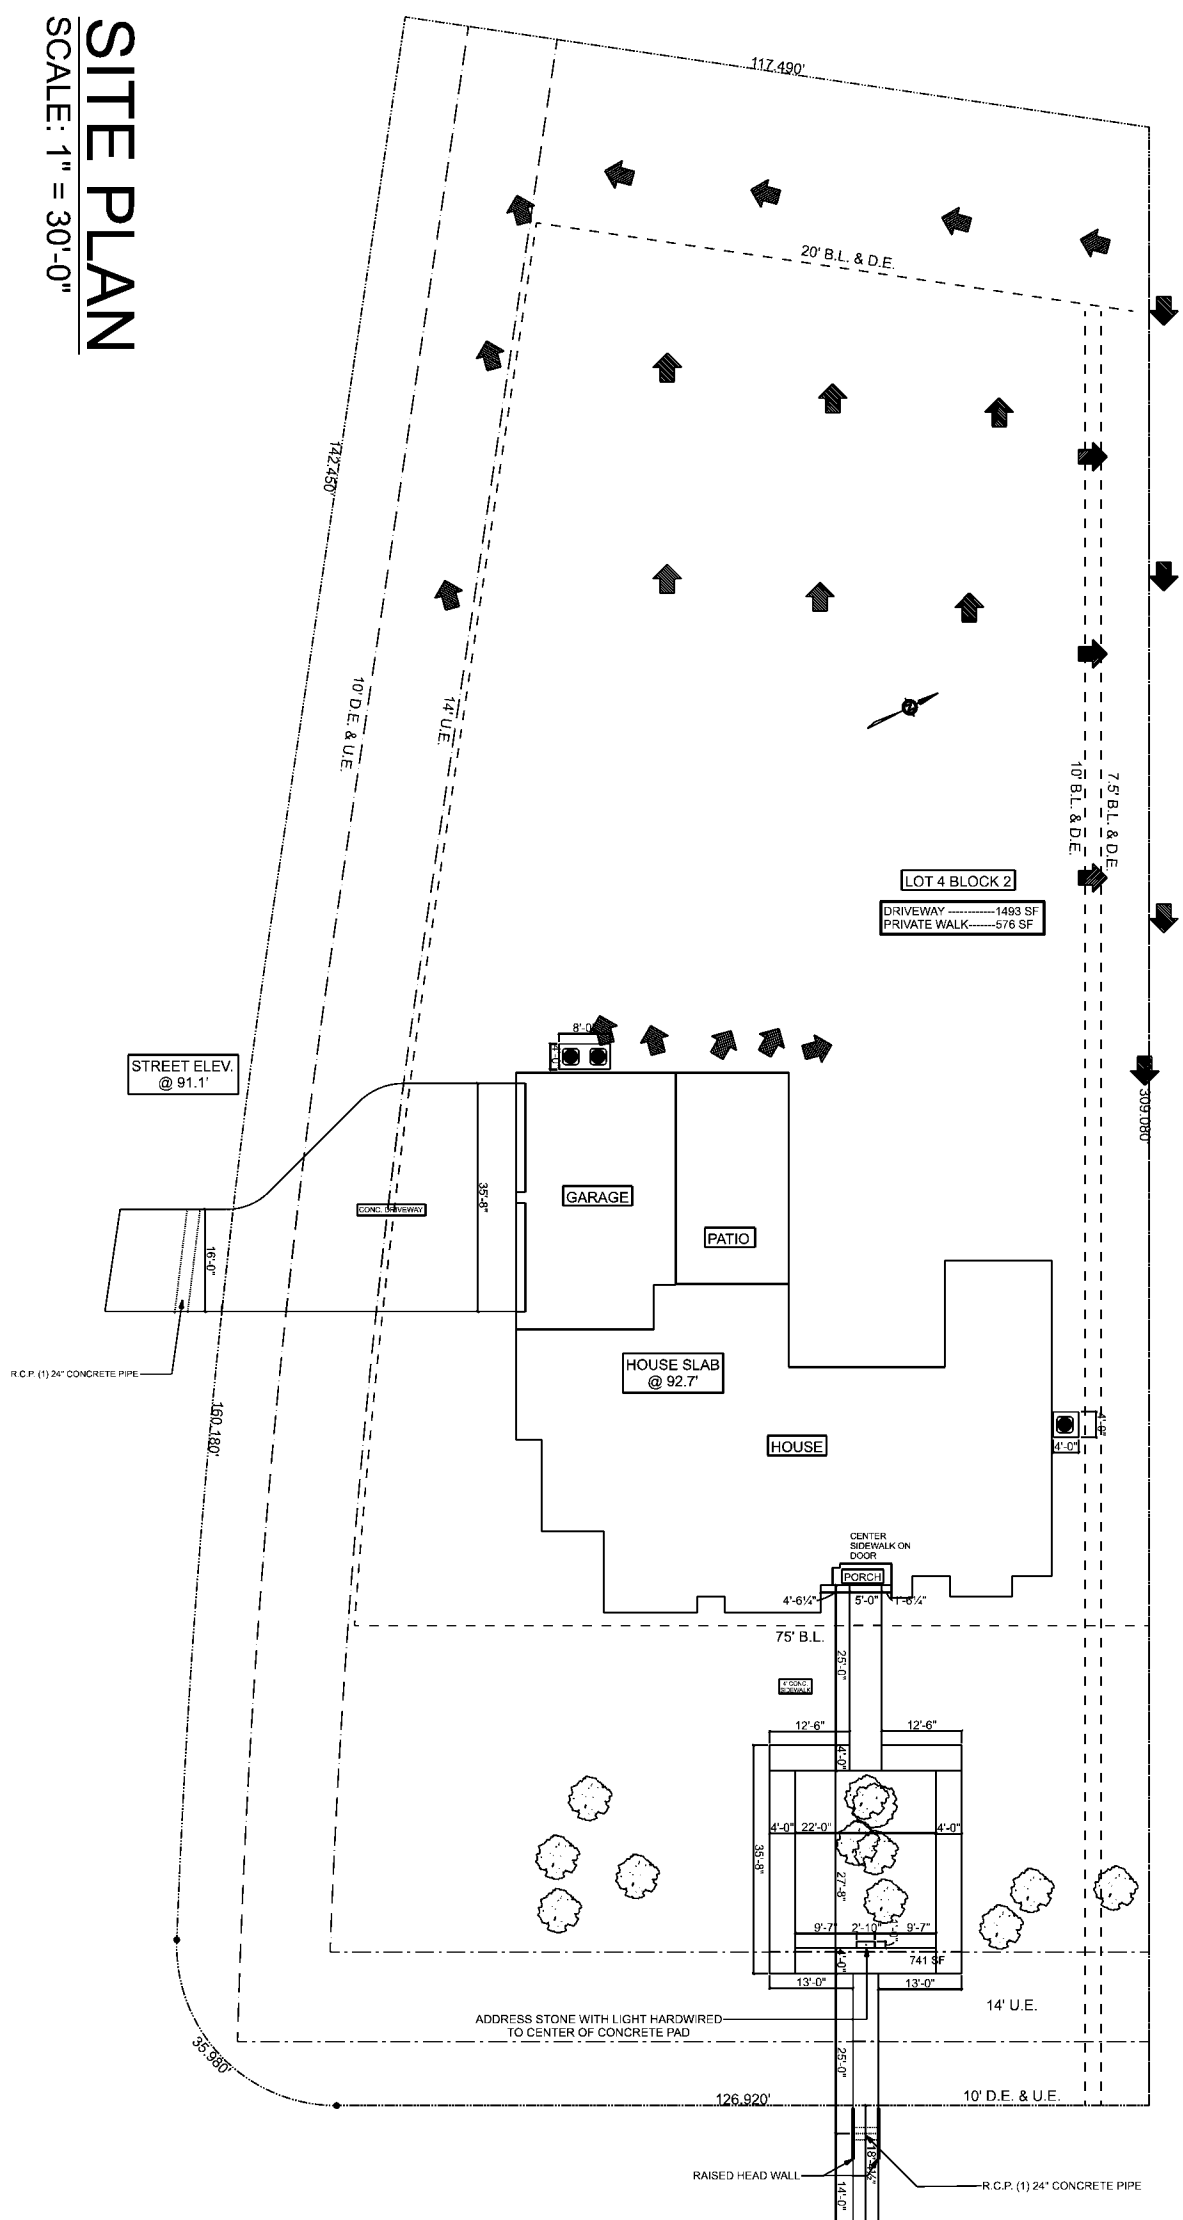 SITE PLAN
SCALE: 1" = 30'-0"
117.490'
20' B.L. & D.E.
142.450'
10' D.E. & U.E.
14' U.E.
10' B.L. & D.E.
7.5' B.L. & D.E.
LOT 4 BLOCK 2
DRIVEWAY ------------1493 SF
PRIVATE WALK-------576 SF
STREET ELEV.
@ 91.1'
8'-0"
4'-0"
309.080'
35'-8"
GARAGE
CONC. DRIVEWAY
PATIO
16'-0"
R.C.P. (1) 24" CONCRETE PIPE
HOUSE SLAB
@ 92.7'
160.180'
HOUSE
4'-0"
4'-0"
CENTER
SIDEWALK ON
DOOR
PORCH
4'-6¼"
5'-0"
1'-6¼"
75' B.L.
25'-0"
4' CONC.
SIDEWALK
12'-6"
12'-6"
4'-0"
4'-0"
22'-0"
4'-0"
35'-8"
27'-8"
9'-7"
2'-10"
9'-7"
4'-0"
741 SF
13'-0"
13'-0"
14' U.E.
ADDRESS STONE WITH LIGHT HARDWIRED
TO CENTER OF CONCRETE PAD
25'-0"
35.980'
126.920'
10' D.E. & U.E.
RAISED HEAD WALL
14'-0"
R.C.P. (1) 24" CONCRETE PIPE